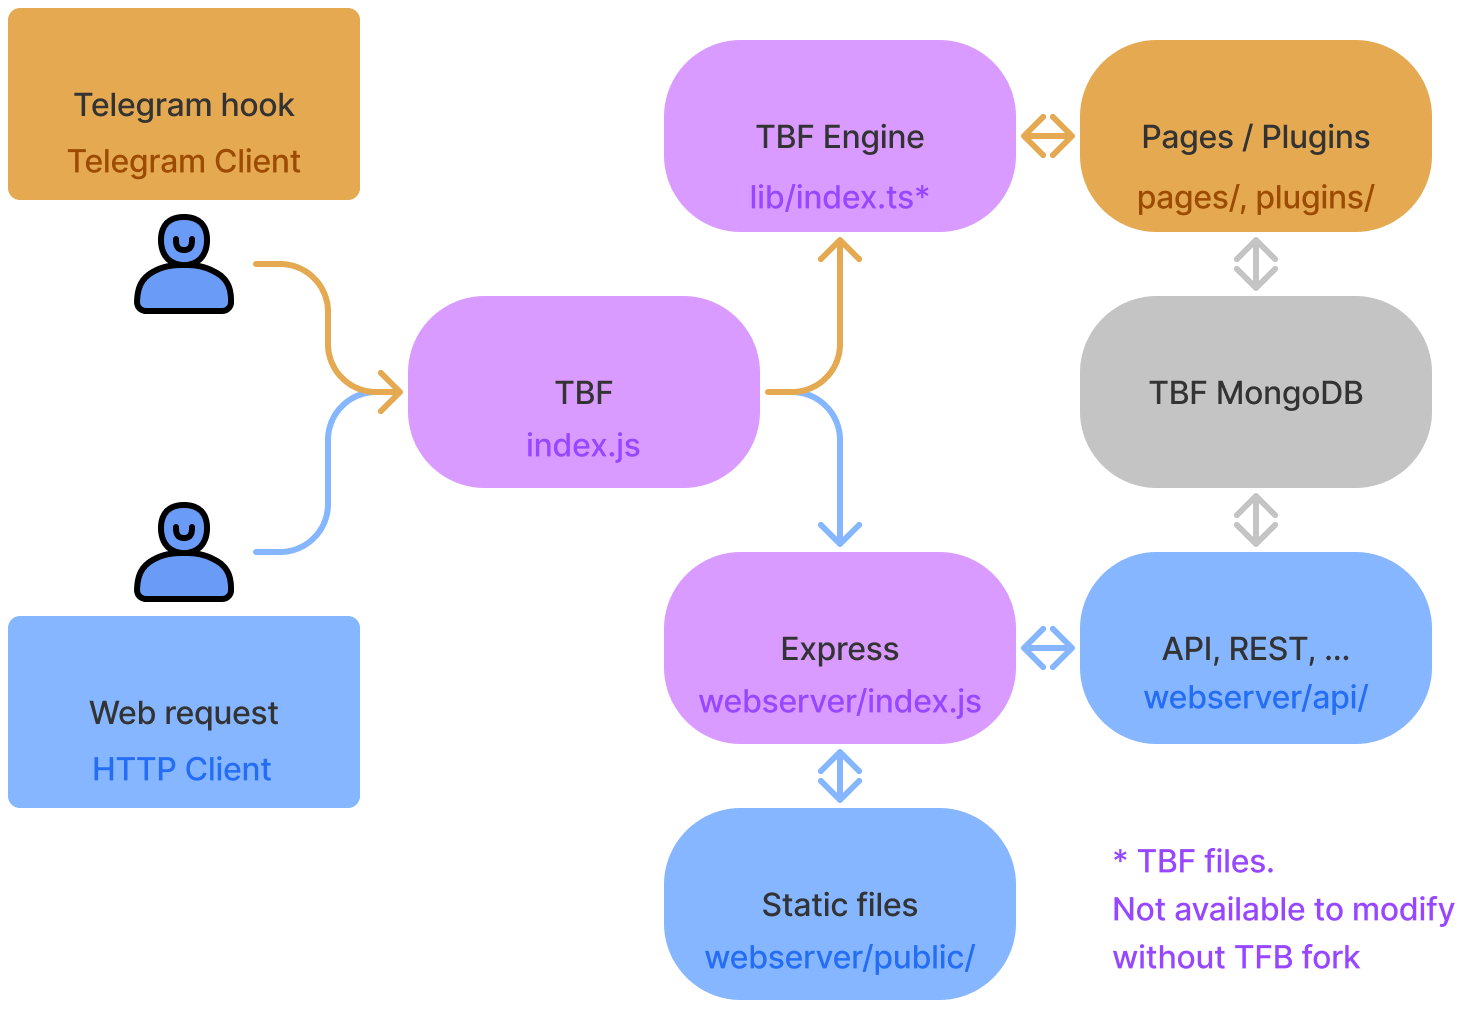 Telegram hook
Telegram Client
TBF Engine
lib/index.ts*
Pages / Plugins
pages/, plugins/
TBF
index.js
TBF MongoDB
Web request
HTTP Client
Express
webserver/index.js
API, REST, ...
webserver/api/
Static files
webserver/public/
* TBF files.
Not available to modify
without TFB fork